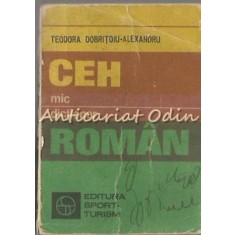 TEODORA DOBRIȚOIU-ALEXANDRU
CEH
mic
Anticariat Odin
ROMÂN
EDITURA
SPORT-
TURISM